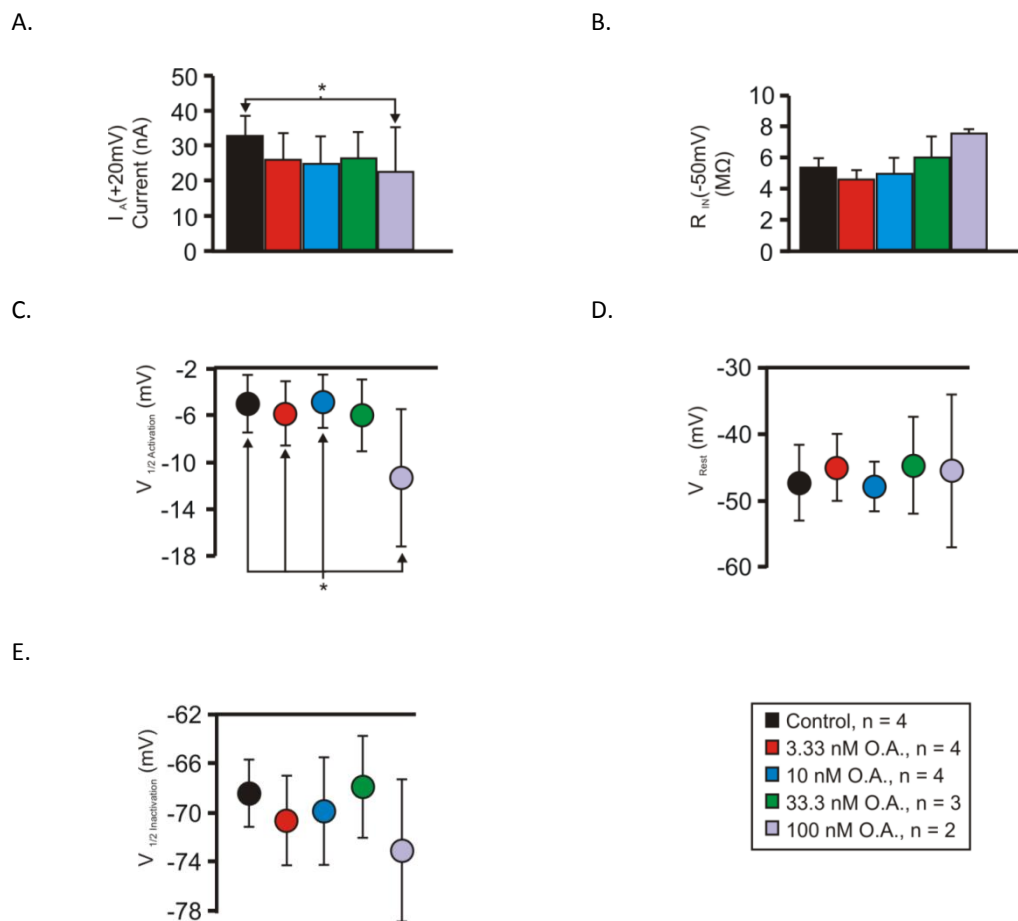 A.
50
40
30
20
10
0
I A(+20mV)
Current (nA)
*
B.
10
8
6
4
2
0
R IN(-50mV)
(MΩ)
C.
-2
-6
-10
-14
-18
V 1/2 Activation (mV)
*
D.
-30
-40
-50
-60
V Rest (mV)
E.
-62
-66
-70
-74
-78
V 1/2 Inactivation (mV)
Control, n = 4
3.33 nM O.A., n = 4
10 nM O.A., n = 4
33.3 nM O.A., n = 3
100 nM O.A., n = 2